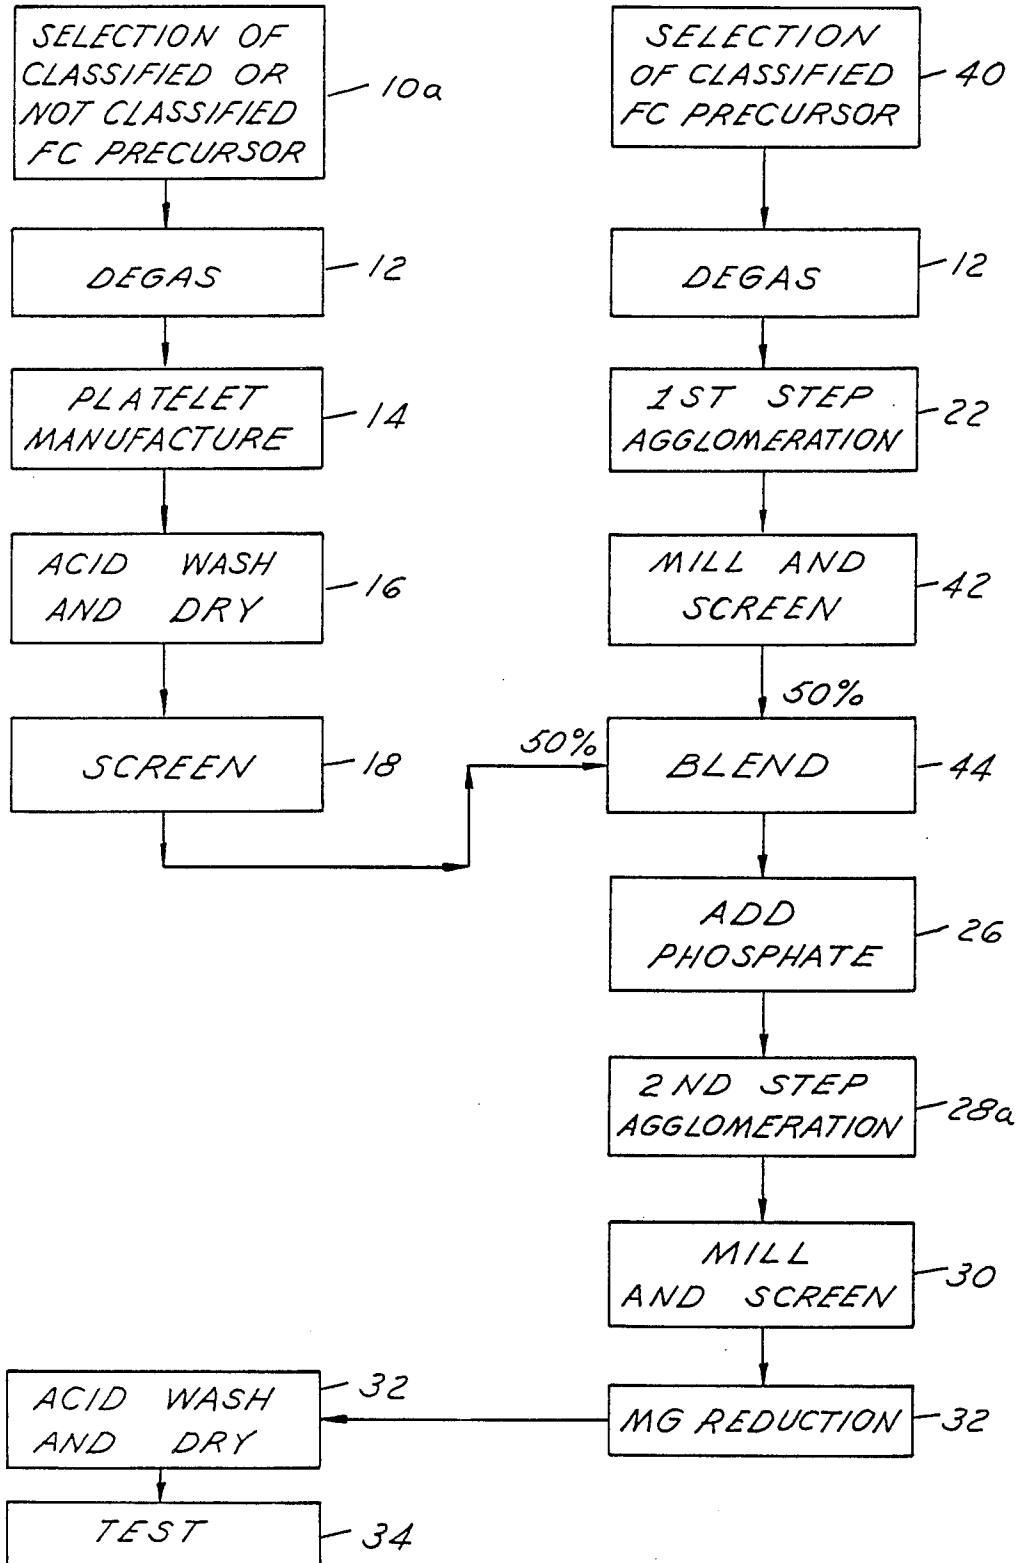 SELECTION OF
CLASSIFIED OR
NOT CLASSIFIED
FC PRECURSOR
10a
DEGAS
12
PLATELET
MANUFACTURE
14
ACID WASH
AND DRY
16
SCREEN
18
50%
SELECTION
OF CLASSIFIED
FC PRECURSOR
40
DEGAS
12
1ST STEP
AGGLOMERATION
22
MILL AND
SCREEN
42
50%
BLEND
44
ADD
PHOSPHATE
26
2ND STEP
AGGLOMERATION
28a
MILL
AND SCREEN
30
MG REDUCTION
32
ACID WASH
AND DRY
32
TEST
34